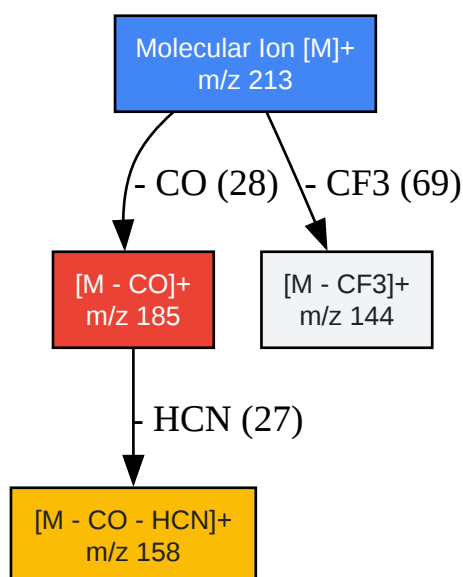 Molecular Ion [M]+
m/z 213
- CO (28)
- CF3 (69)
[M - CO]+
m/z 185
[M - CF3]+
m/z 144
- HCN (27)
[M - CO - HCN]+
m/z 158